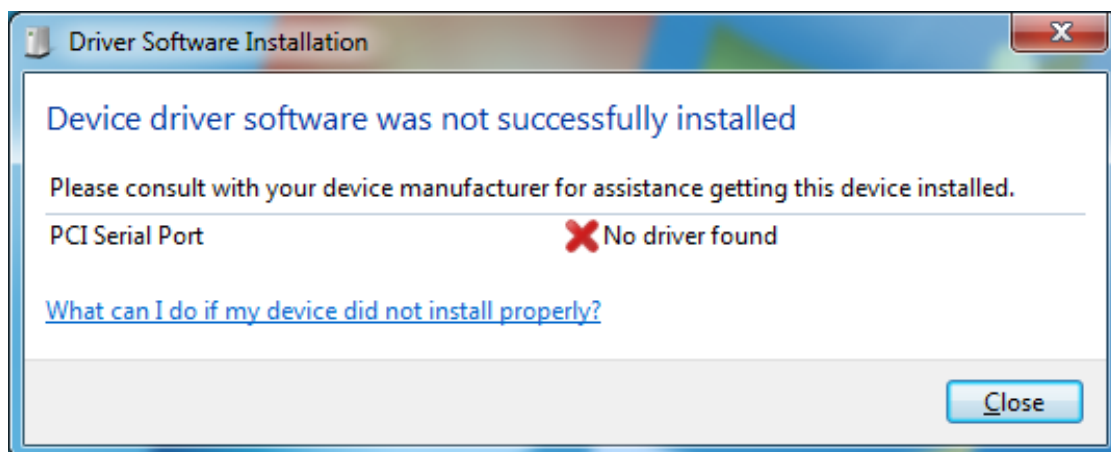 Driver Software Installation
Device driver software was not successfully installed
Please consult with your device manufacturer for assistance getting this device installed.
PCI Serial Port No driver found
What can I do if my device did not install properly?
Close